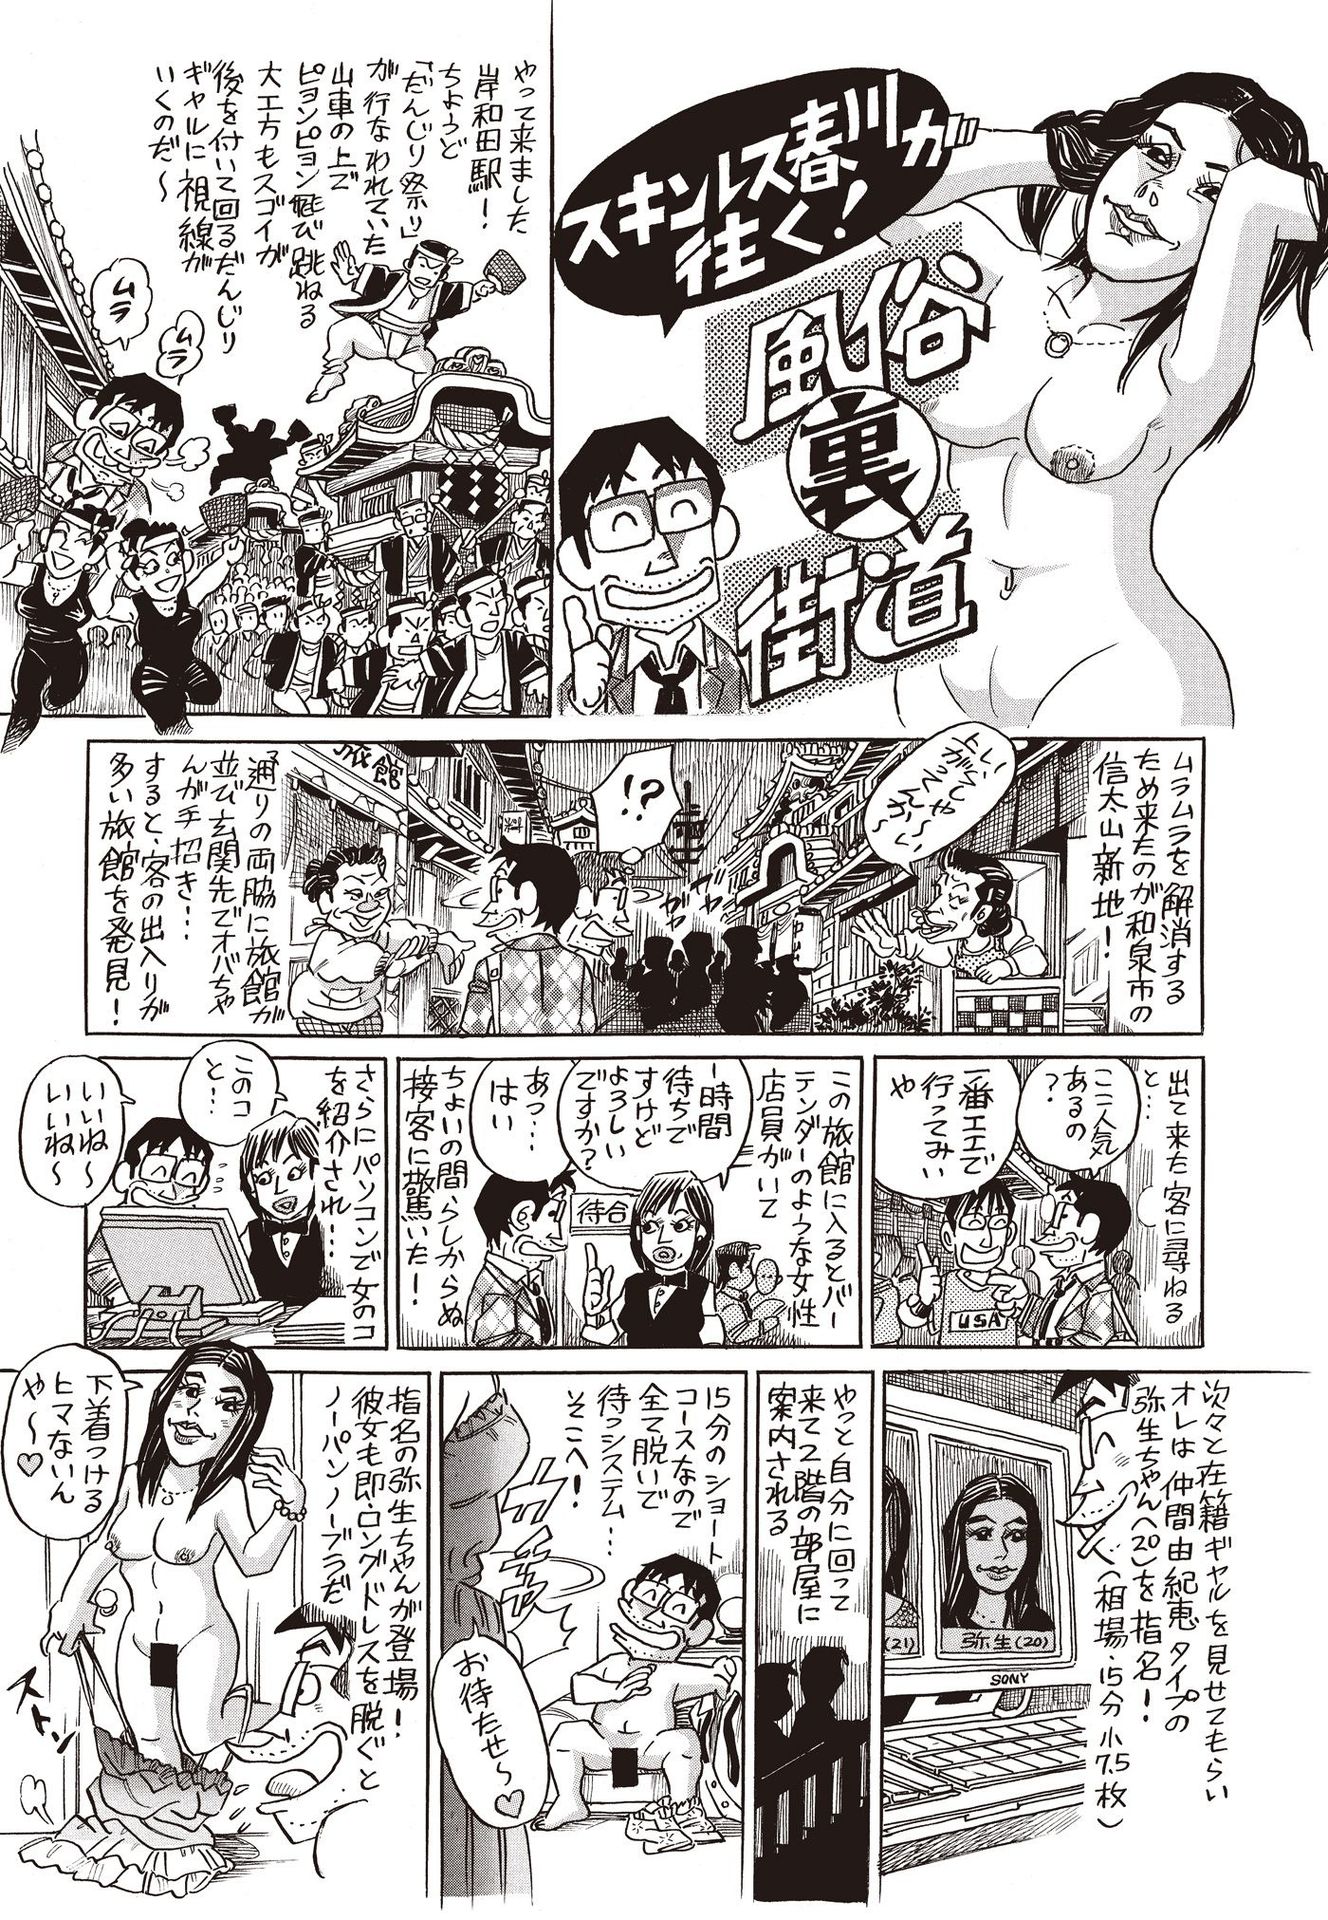 スキンレス春川が
往く!
風俗
裏
街道
やって来ました
岸和田駅!
ちょうど
「だんじり祭り」
が行なわれていた
山車の上で
ピョンピョン飛び跳ねる
大工方もスゴイが
後を付いて回るだんじり
ギャルに視線が
いくのだ〜
ムラ
ムラ
ムラムラを解消する
ため来たのが和泉市の
信太山新地!
いくでしゃ〜
上がってんか〜
!?
ガヤ
ガヤ
旅館
通りの両脇に旅館が
並び玄関先でオバちゃ
んが手招き…
すると、客の出入りが
多い旅館を発見!
出て来た客に尋ねる
と…
ここ人気
あるの
?
一番エエで
行ってみい
や
USA
この旅館に入るとバー
テンダーのような女性
店員がいて
一時間
待ちで
すけど
よろしい
ですか?
待合
あっ…
はい
ちょいの間らしからぬ
接客に驚いた!
さらにパソコンで女のコ
を紹介され…
このコ
と…
いいね〜
いいね〜
次々と在籍ギャルを見せてもらい
オレは仲間由紀恵タイプの
弥生ちゃん(20)を指名!
(相場・15分小7.5枚)
(21)
弥生(20)
SONY
やっと自分に回って
来て2階の部屋に
案内される
15分のショート
コースなので
全て脱いで
待つシステム…
そこへ!
ガチャ
お待たせ〜♡
指名の弥生ちゃんが登場!
彼女も即・ロングドレスを脱ぐと
ノーパンノーブラだ
下着つける
ヒマないん
や〜♡
ストン